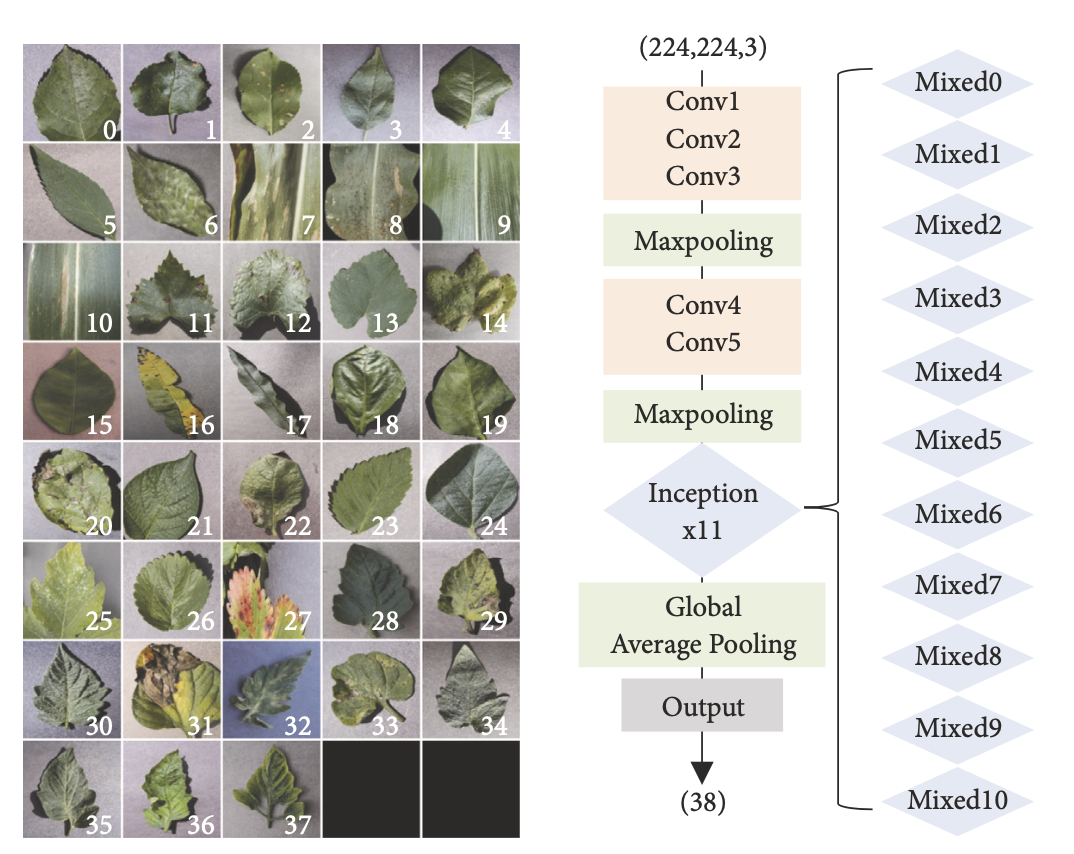 0 1 2 3 4
5 6 7 8 9
10 11 12 13 14
15 16 17 18 19
20 21 22 23 24
25 26 27 28 29
30 31 32 33 34
35 36 37
(224,224,3)
Conv1
Conv2
Conv3
Maxpooling
Conv4
Conv5
Maxpooling
Inception
x11
Global
Average Pooling
Output
(38)
Mixed0
Mixed1
Mixed2
Mixed3
Mixed4
Mixed5
Mixed6
Mixed7
Mixed8
Mixed9
Mixed10